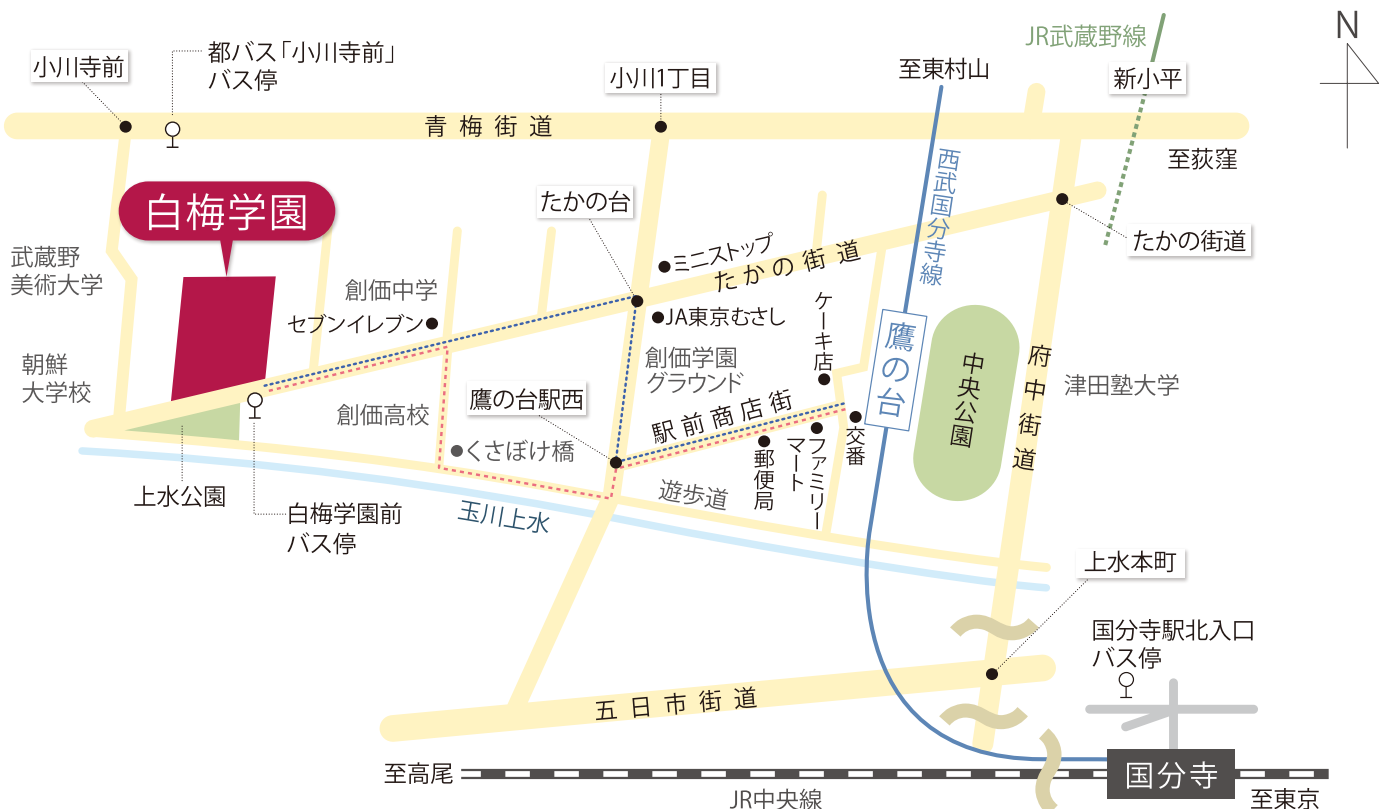 N
JR武蔵野線
都バス「小川寺前」
バス停
小川寺前
小川1丁目
至東村山
新小平
青梅街道
至荻窪
西武国分寺線
白梅学園
たかの台
たかの街道
武蔵野
美術大学
ミニストップ
たかの街道
創価中学
セブンイレブン
JA東京むさし
ケーキ店
鷹の台
中央公園
府中街道
朝鮮
大学校
創価学園
グラウンド
津田塾大学
創価高校
鷹の台駅西
駅前商店街
くさぼけ橋
郵便局
ファミリー
マート
交番
上水公園
白梅学園前
バス停
玉川上水
遊歩道
上水本町
国分寺駅北入口
バス停
五日市街道
至高尾
JR中央線
国分寺
至東京